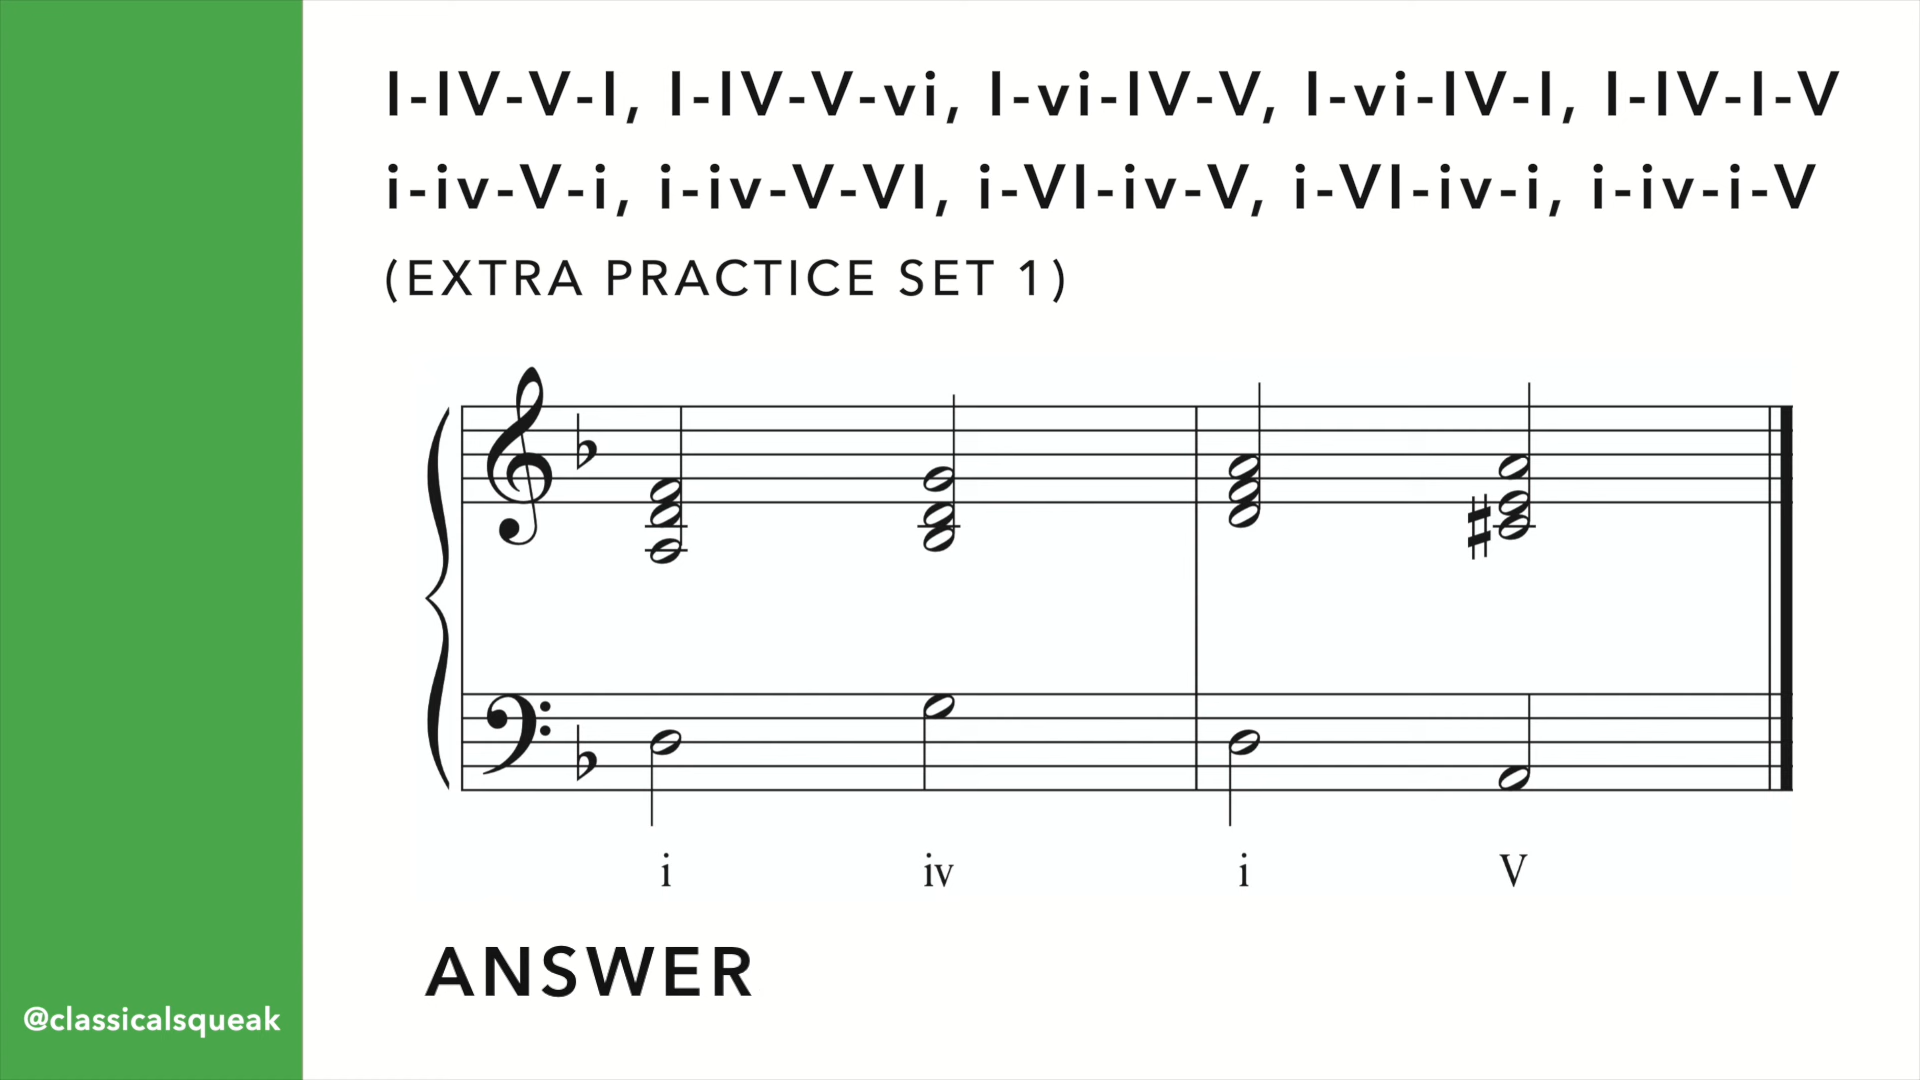 I-IV-V-I, I-IV-V-vi, I-vi-IV-V, I-vi-IV-I, I-IV-I-V
i-iv-V-i, i-iv-V-VI, i-VI-iv-V, i-VI-iv-i, i-iv-i-V
(EXTRA PRACTICE SET 1)
i iv i V
ANSWER
@classicalsqueak